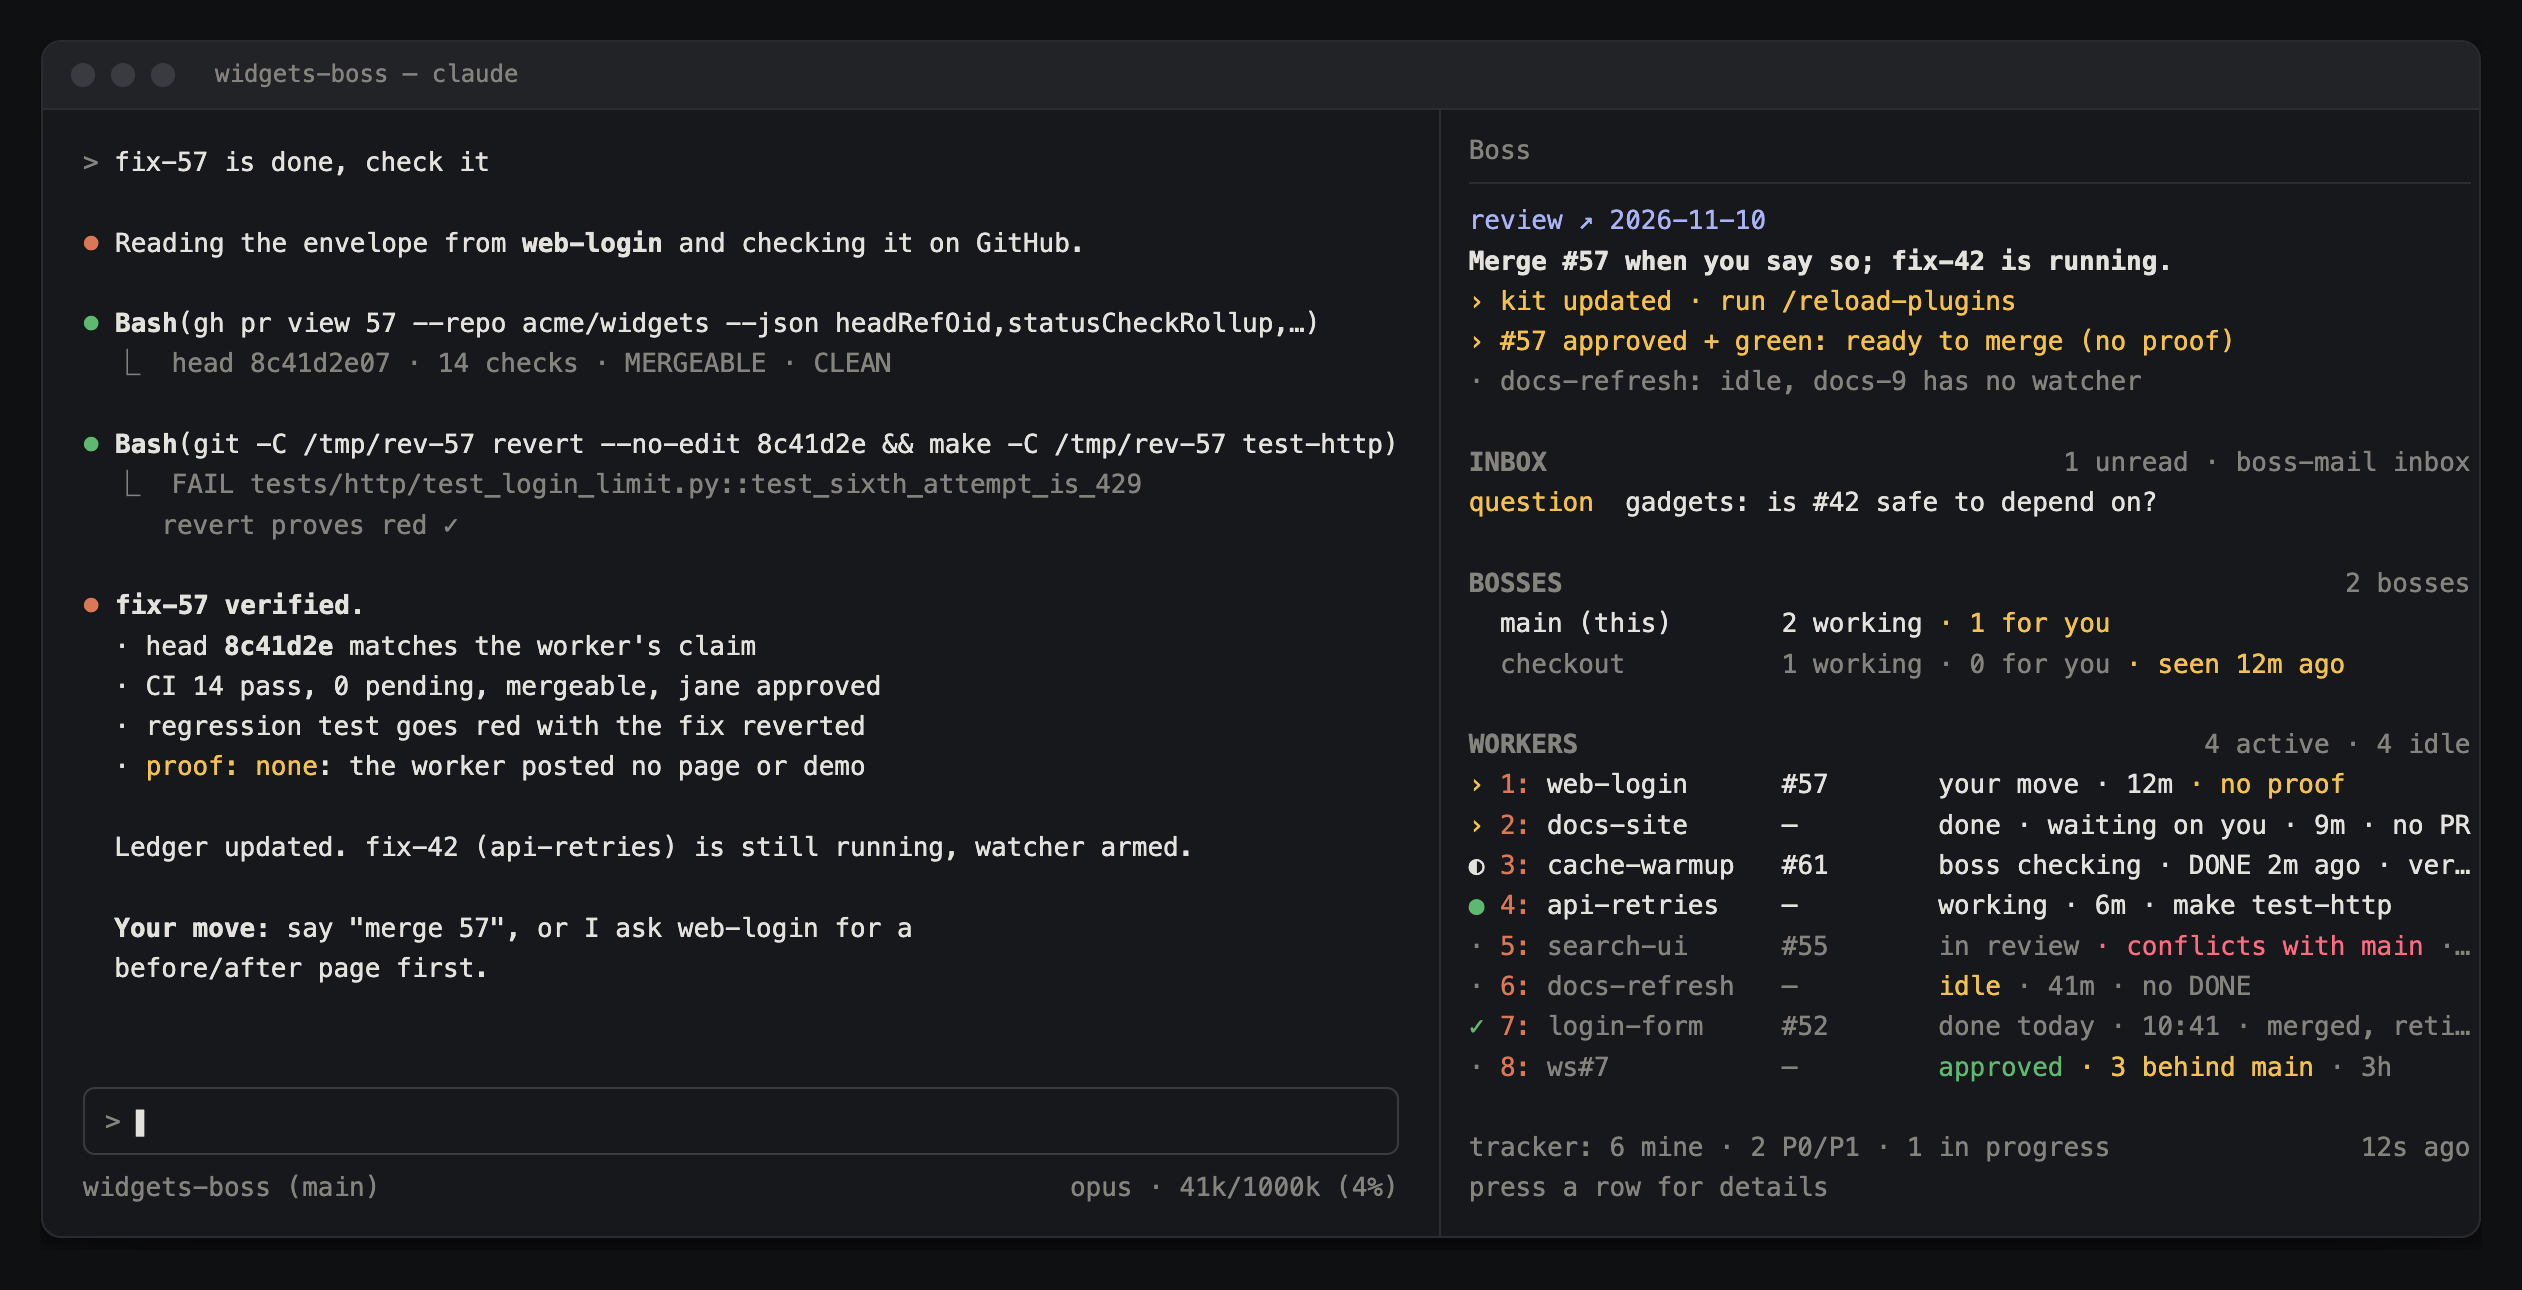 widgets-boss — claude
> fix-57 is done, check it
● Reading the envelope from web-login and checking it on GitHub.
● Bash(gh pr view 57 --repo acme/widgets --json headRefOid,statusCheckRollup,…)
⎿ head 8c41d2e07 · 14 checks · MERGEABLE · CLEAN
● Bash(git -C /tmp/rev-57 revert --no-edit 8c41d2e && make -C /tmp/rev-57 test-http)
⎿ FAIL tests/http/test_login_limit.py::test_sixth_attempt_is_429
revert proves red ✓
● fix-57 verified.
· head 8c41d2e matches the worker's claim
· CI 14 pass, 0 pending, mergeable, jane approved
· regression test goes red with the fix reverted
· proof: none: the worker posted no page or demo
Ledger updated. fix-42 (api-retries) is still running, watcher armed.
Your move: say "merge 57", or I ask web-login for a
before/after page first.
>
widgets-boss (main) opus · 41k/1000k (4%)
Boss
review ↗ 2026-11-10
Merge #57 when you say so; fix-42 is running.
› kit updated · run /reload-plugins
› #57 approved + green: ready to merge (no proof)
· docs-refresh: idle, docs-9 has no watcher
INBOX 1 unread · boss-mail inbox
question gadgets: is #42 safe to depend on?
BOSSES 2 bosses
main (this) 2 working · 1 for you
checkout 1 working · 0 for you · seen 12m ago
WORKERS 4 active · 4 idle
› 1: web-login #57 your move · 12m · no proof
› 2: docs-site — done · waiting on you · 9m · no PR
◐ 3: cache-warmup #61 boss checking · DONE 2m ago · ver…
● 4: api-retries — working · 6m · make test-http
· 5: search-ui #55 in review · conflicts with main ·…
· 6: docs-refresh — idle · 41m · no DONE
✓ 7: login-form #52 done today · 10:41 · merged, reti…
· 8: ws#7 — approved · 3 behind main · 3h
tracker: 6 mine · 2 P0/P1 · 1 in progress 12s ago
press a row for details